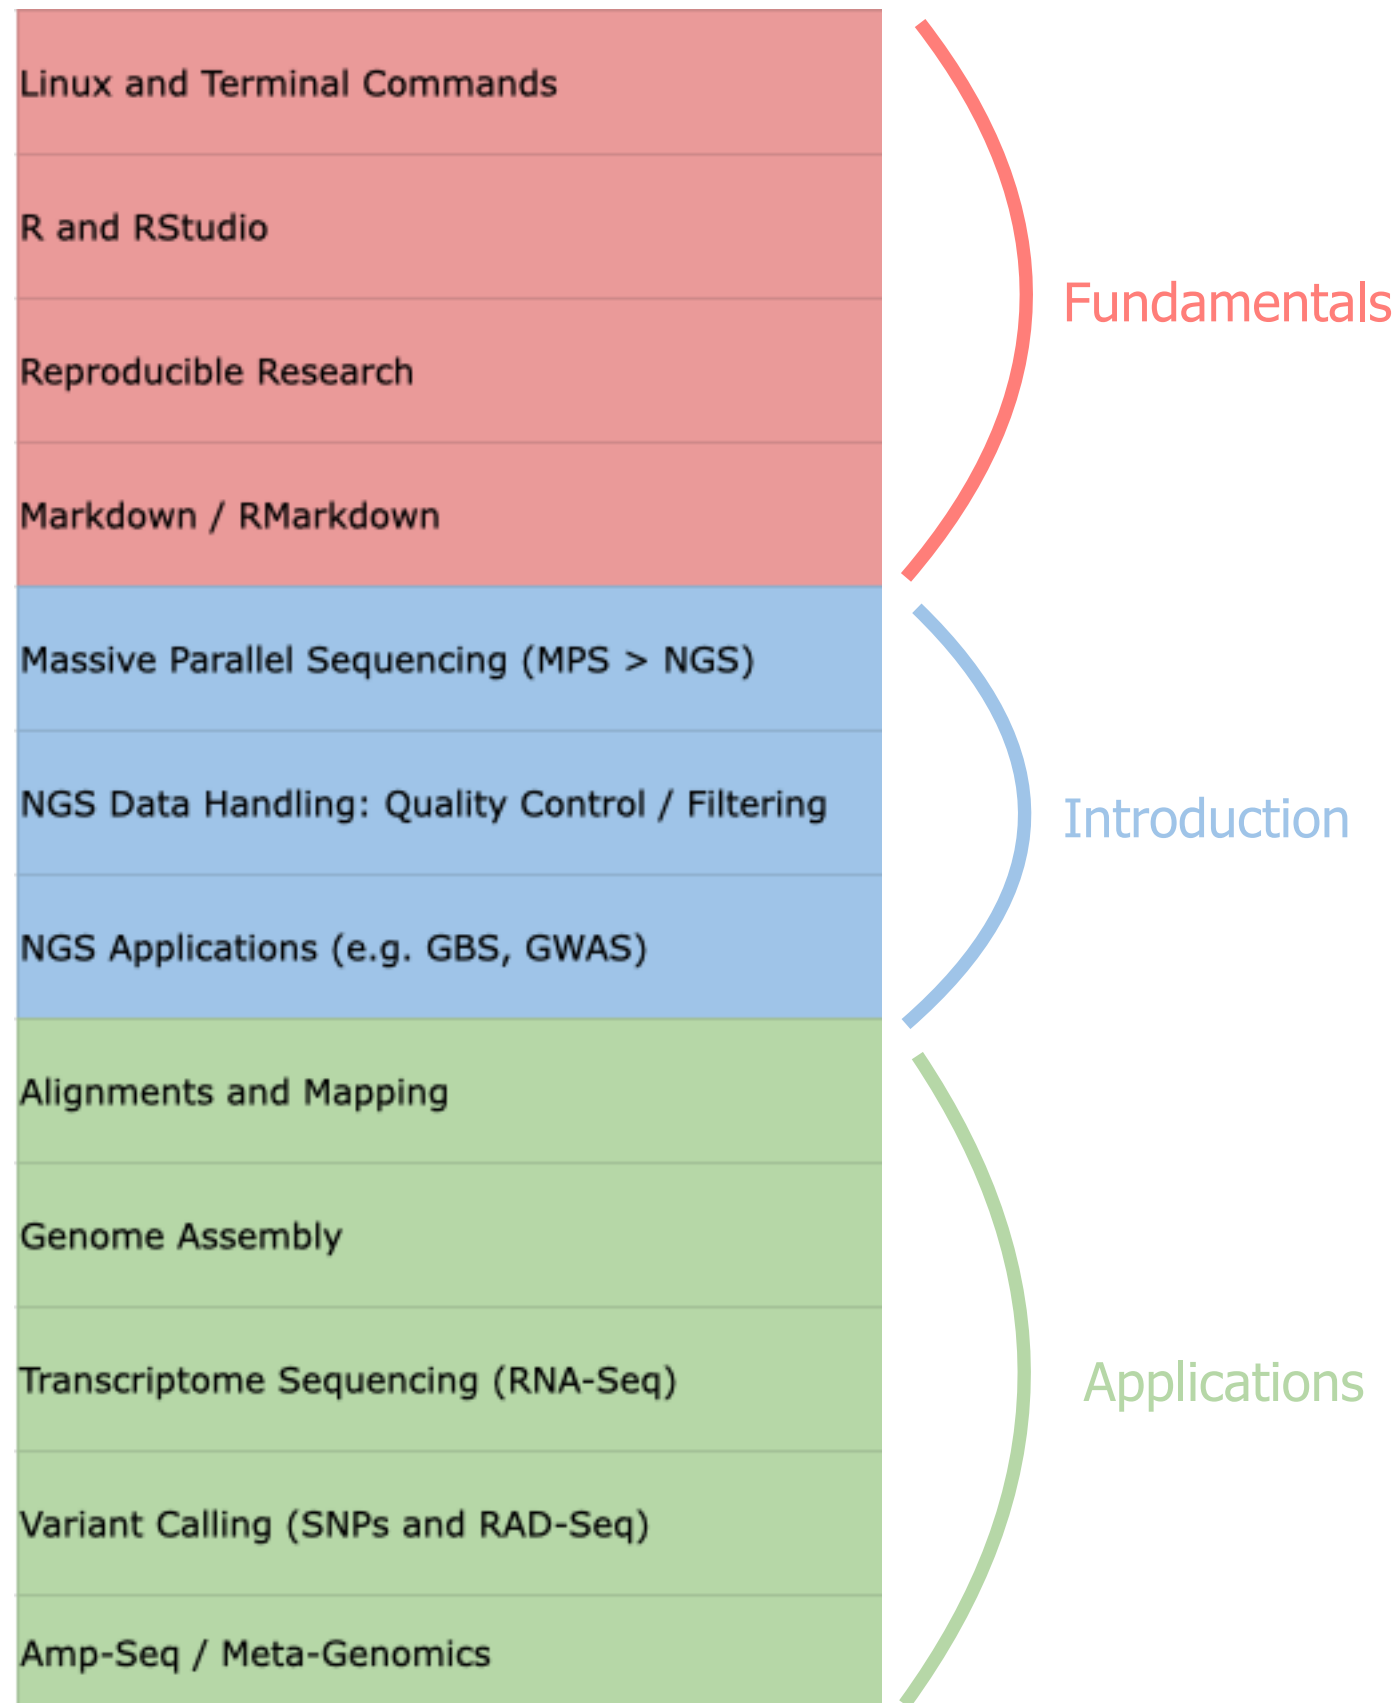 Linux and Terminal Commands
R and RStudio
Reproducible Research
Markdown / RMarkdown
Fundamentals
Massive Parallel Sequencing (MPS > NGS)
NGS Data Handling: Quality Control / Filtering
NGS Applications (e.g. GBS, GWAS)
Introduction
Alignments and Mapping
Genome Assembly
Transcriptome Sequencing (RNA-Seq)
Variant Calling (SNPs and RAD-Seq)
Amp-Seq / Meta-Genomics
Applications